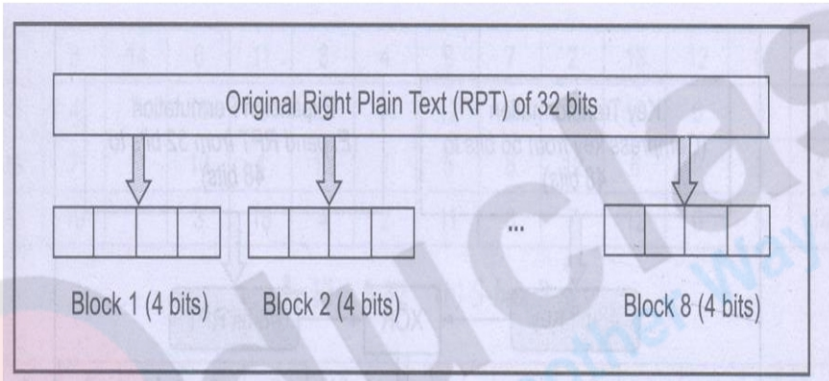 Original Right Plain Text (RPT) of 32 bits
...
Block 1 (4 bits) Block 2 (4 bits) Block 8 (4 bits)